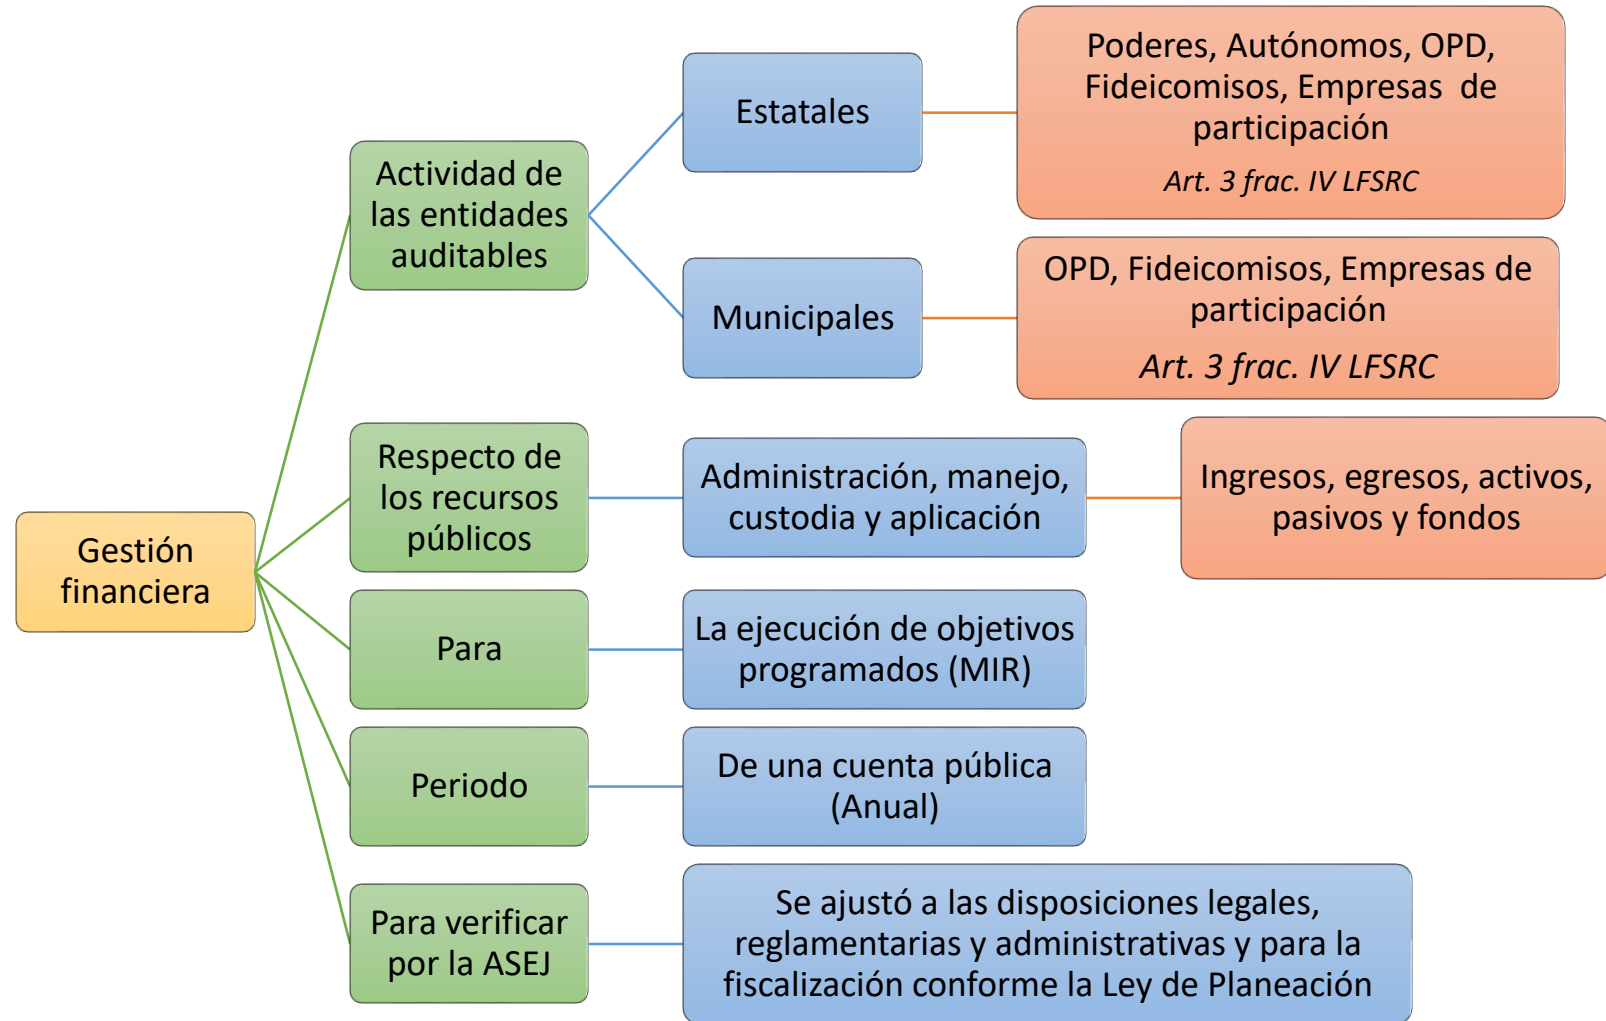 Gestión
financiera
Actividad de
las entidades
auditables
Estatales
Poderes, Autónomos, OPD,
Fideicomisos, Empresas de
participación
Art. 3 frac. IV LFSRC
Municipales
OPD, Fideicomisos, Empresas de
participación
Art. 3 frac. IV LFSRC
Respecto de
los recursos
públicos
Administración, manejo,
custodia y aplicación
Ingresos, egresos, activos,
pasivos y fondos
Para
La ejecución de objetivos
programados (MIR)
Periodo
De una cuenta pública
(Anual)
Para verificar
por la ASEJ
Se ajustó a las disposiciones legales,
reglamentarias y administrativas y para la
fiscalización conforme la Ley de Planeación